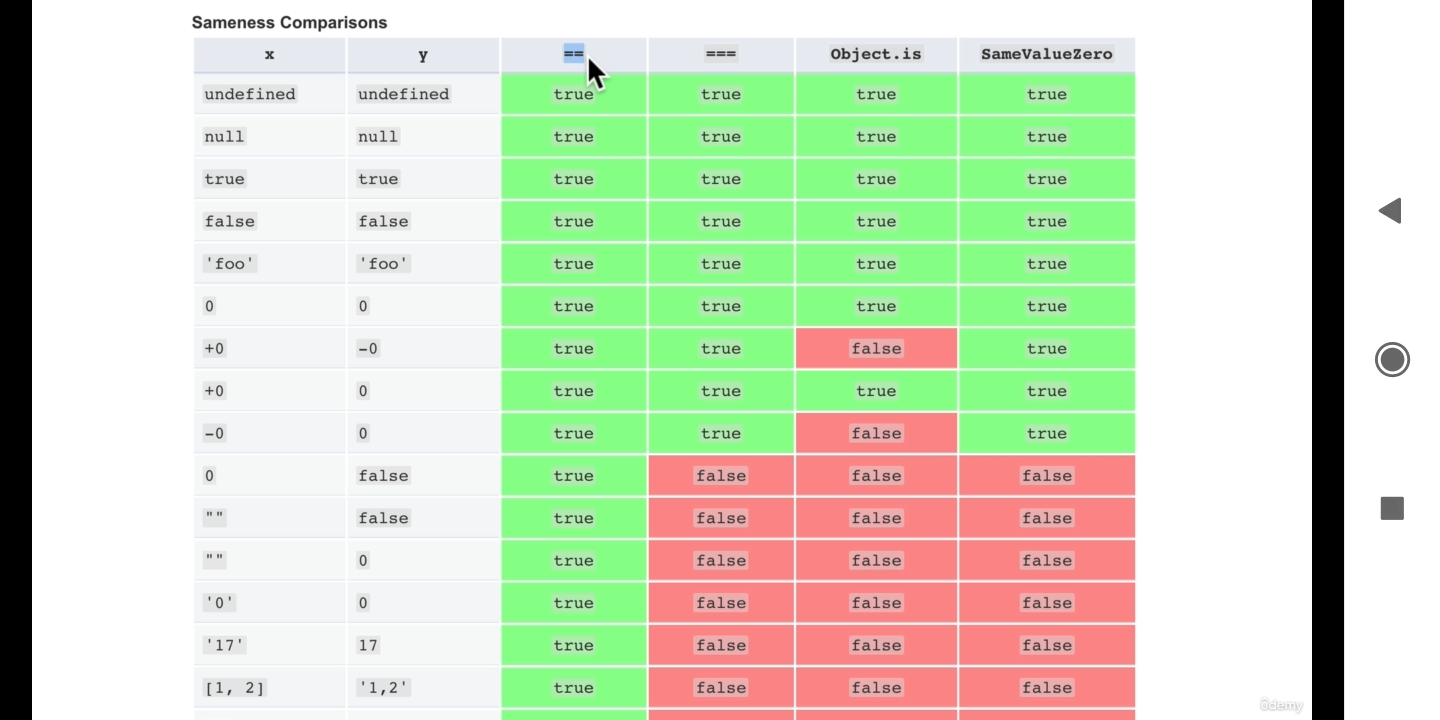 Sameness Comparisons
x y == === Object.is SameValueZero
undefined undefined true true true true
null null true true true true
true true true true true true
false false true true true true
'foo' 'foo' true true true true
0 0 true true true true
+0 -0 true true false true
+0 0 true true true true
-0 0 true true false true
0 false true false false false
"" false true false false false
"" 0 true false false false
'0' 0 true false false false
'17' 17 true false false false
[1, 2] '1,2' true false false false
ûdemy